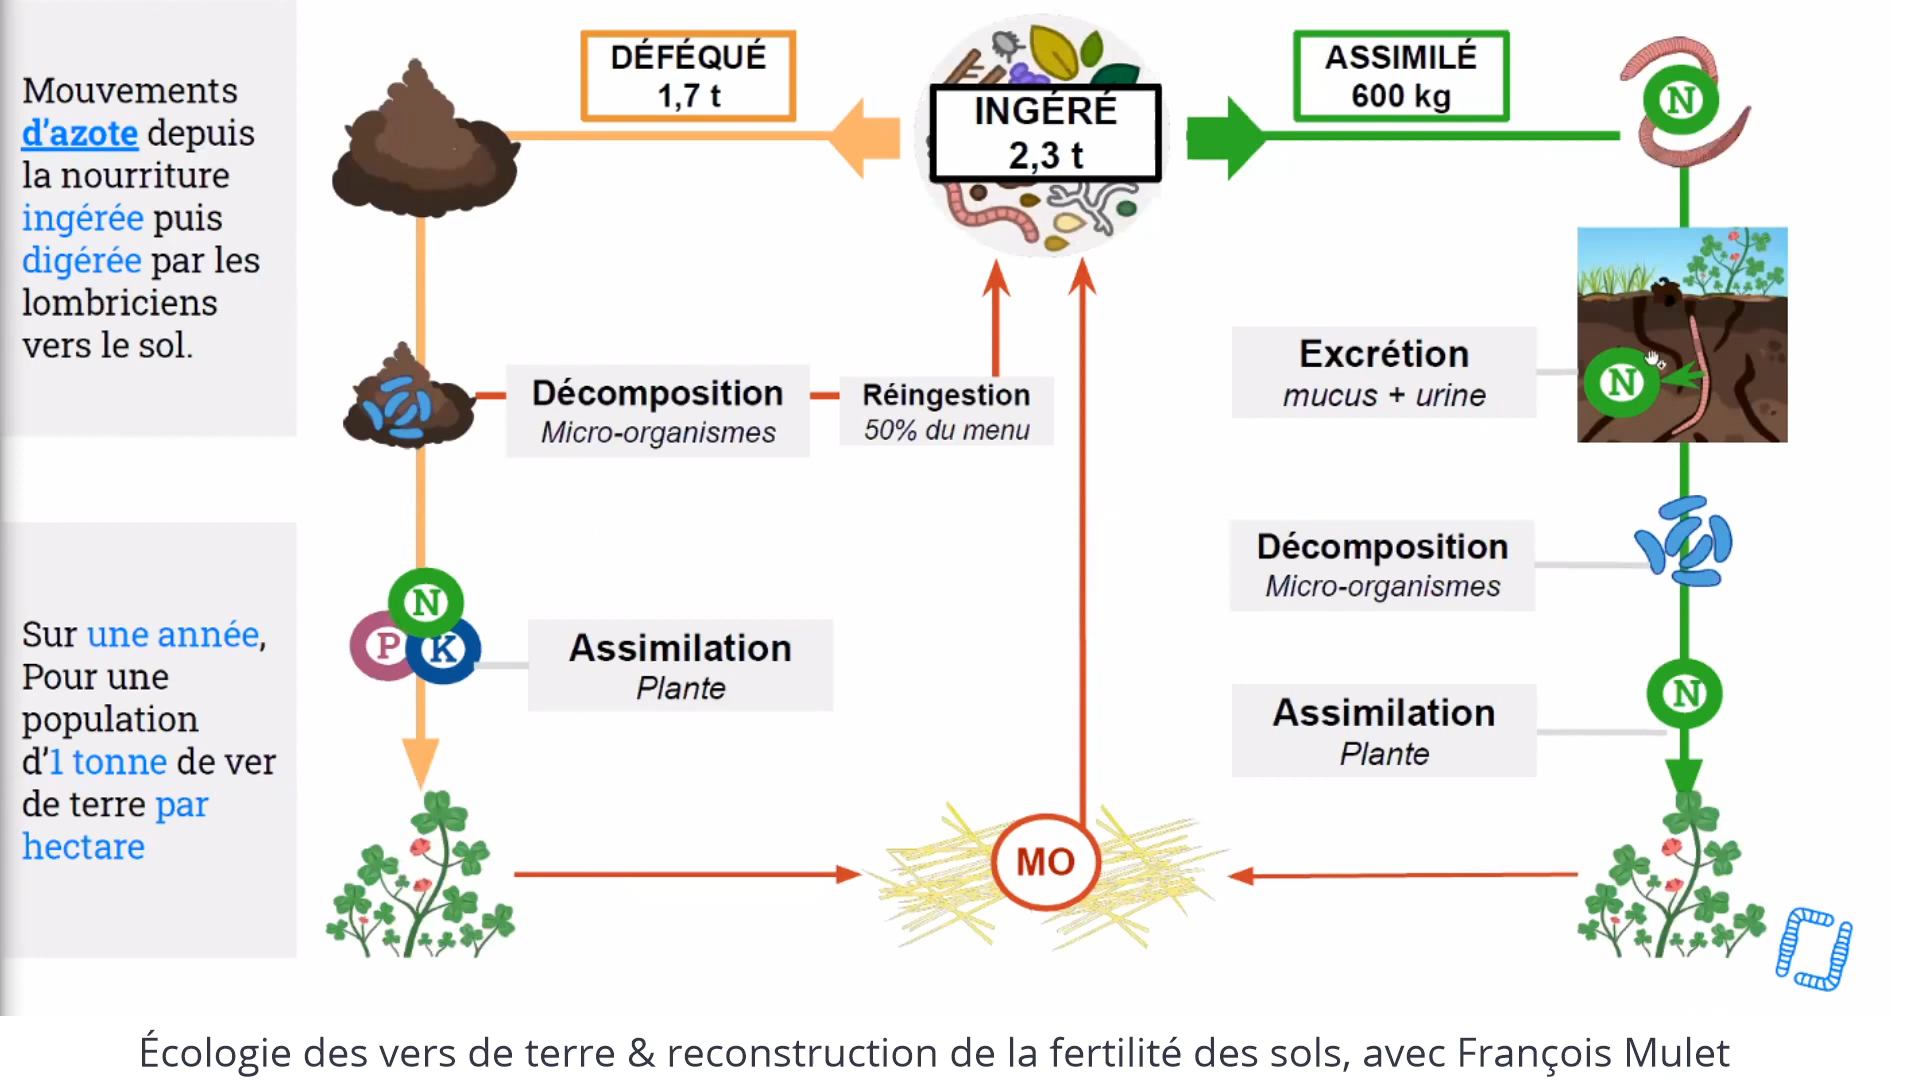 Mouvements
d'azote depuis
la nourriture
ingérée puis
digérée par les
lombriciens
vers le sol.
Sur une année,
Pour une
population
d'1 tonne de ver
de terre par
hectare
DÉFÉQUÉ
1,7 t
INGÉRÉ
2,3 t
ASSIMILÉ
600 kg
N
Décomposition
Micro-organismes
Réingestion
50% du menu
Excrétion
mucus + urine
N
Décomposition
Micro-organismes
N
P
K
Assimilation
Plante
Assimilation
Plante
N
MO
Écologie des vers de terre & reconstruction de la fertilité des sols, avec François Mulet